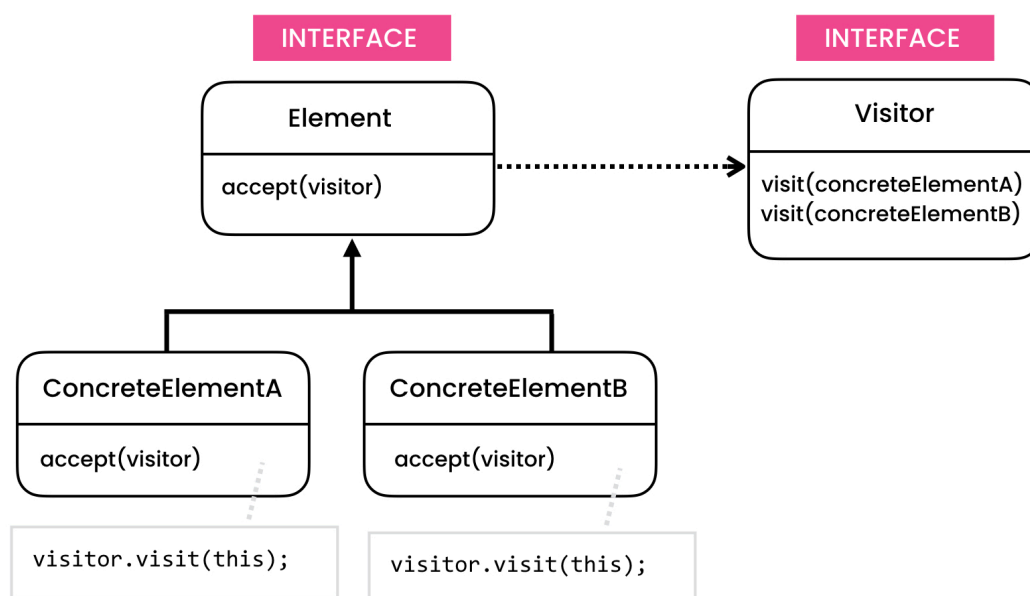 INTERFACE
INTERFACE
Element
accept(visitor)
Visitor
visit(concreteElementA)
visit(concreteElementB)
ConcreteElementA
accept(visitor)
ConcreteElementB
accept(visitor)
visitor.visit(this);
visitor.visit(this);